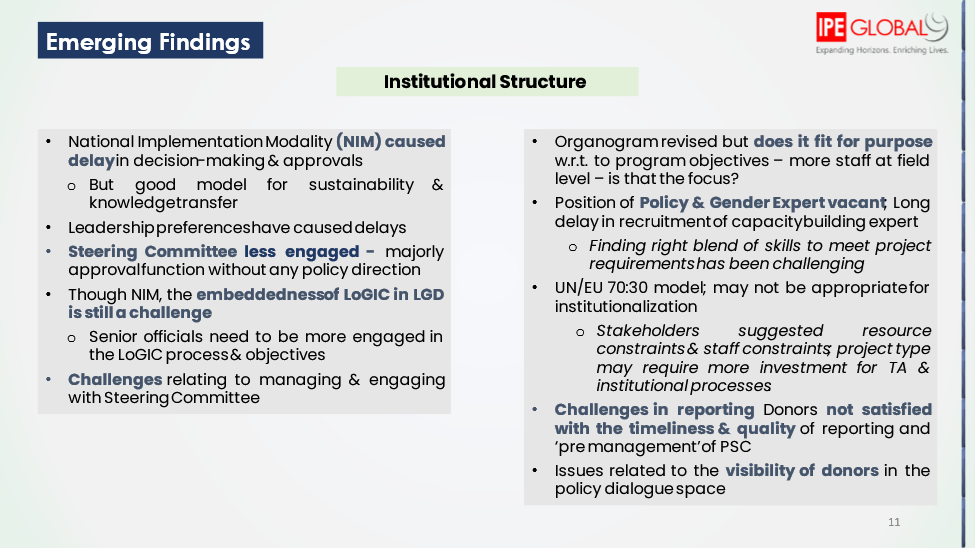 Emerging Findings
IPE GLOBAL
Expanding Horizons. Enriching Lives.
Institutional Structure
• National Implementation Modality (NIM) caused
delay in decision-making & approvals
o But good model for sustainability &
knowledge transfer
• Leadership preferences have caused delays
• Steering Committee less engaged – majorly
approval function without any policy direction
• Though NIM, the embeddedness of LoGIC in LGD
is still a challenge
o Senior officials need to be more engaged in
the LoGIC process & objectives
• Challenges relating to managing & engaging
with Steering Committee
• Organogram revised but does it fit for purpose
w.r.t. to program objectives – more staff at field
level – is that the focus?
• Position of Policy & Gender Expert vacant; Long
delay in recruitment of capacity building expert
o Finding right blend of skills to meet project
requirements has been challenging
• UN/EU 70:30 model; may not be appropriate for
institutionalization
o Stakeholders suggested resource
constraints & staff constraints; project type
may require more investment for TA &
institutional processes
• Challenges in reporting Donors not satisfied
with the timeliness & quality of reporting and
‘pre management’ of PSC
• Issues related to the visibility of donors in the
policy dialogue space
11